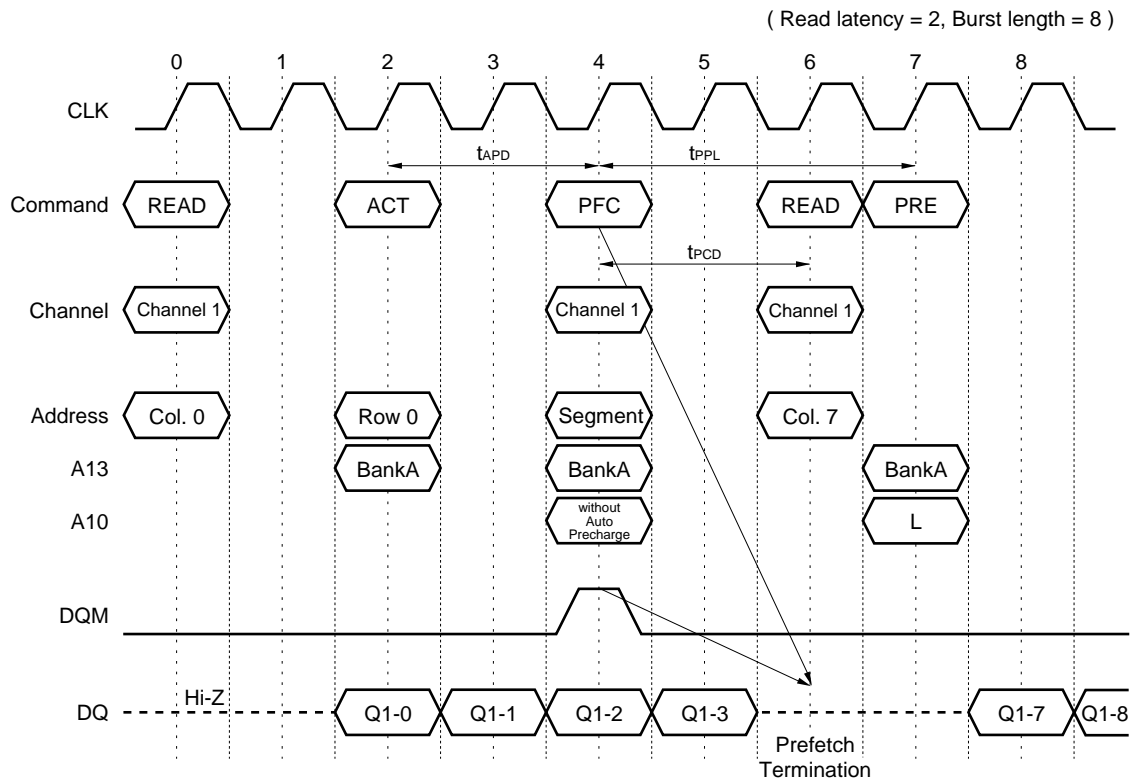 ( Read latency = 2, Burst length = 8 )
0 1 2 3 4 5 6 7 8
CLK
tAPD tPPL
Command READ ACT PFC READ PRE
tPCD
Channel Channel 1 Channel 1 Channel 1
Address Col. 0 Row 0 Segment Col. 7
A13 BankA BankA BankA
A10 without Auto Precharge L
DQM
Hi-Z
DQ Q1-0 Q1-1 Q1-2 Q1-3 Q1-7 Q1-8
Prefetch
Termination